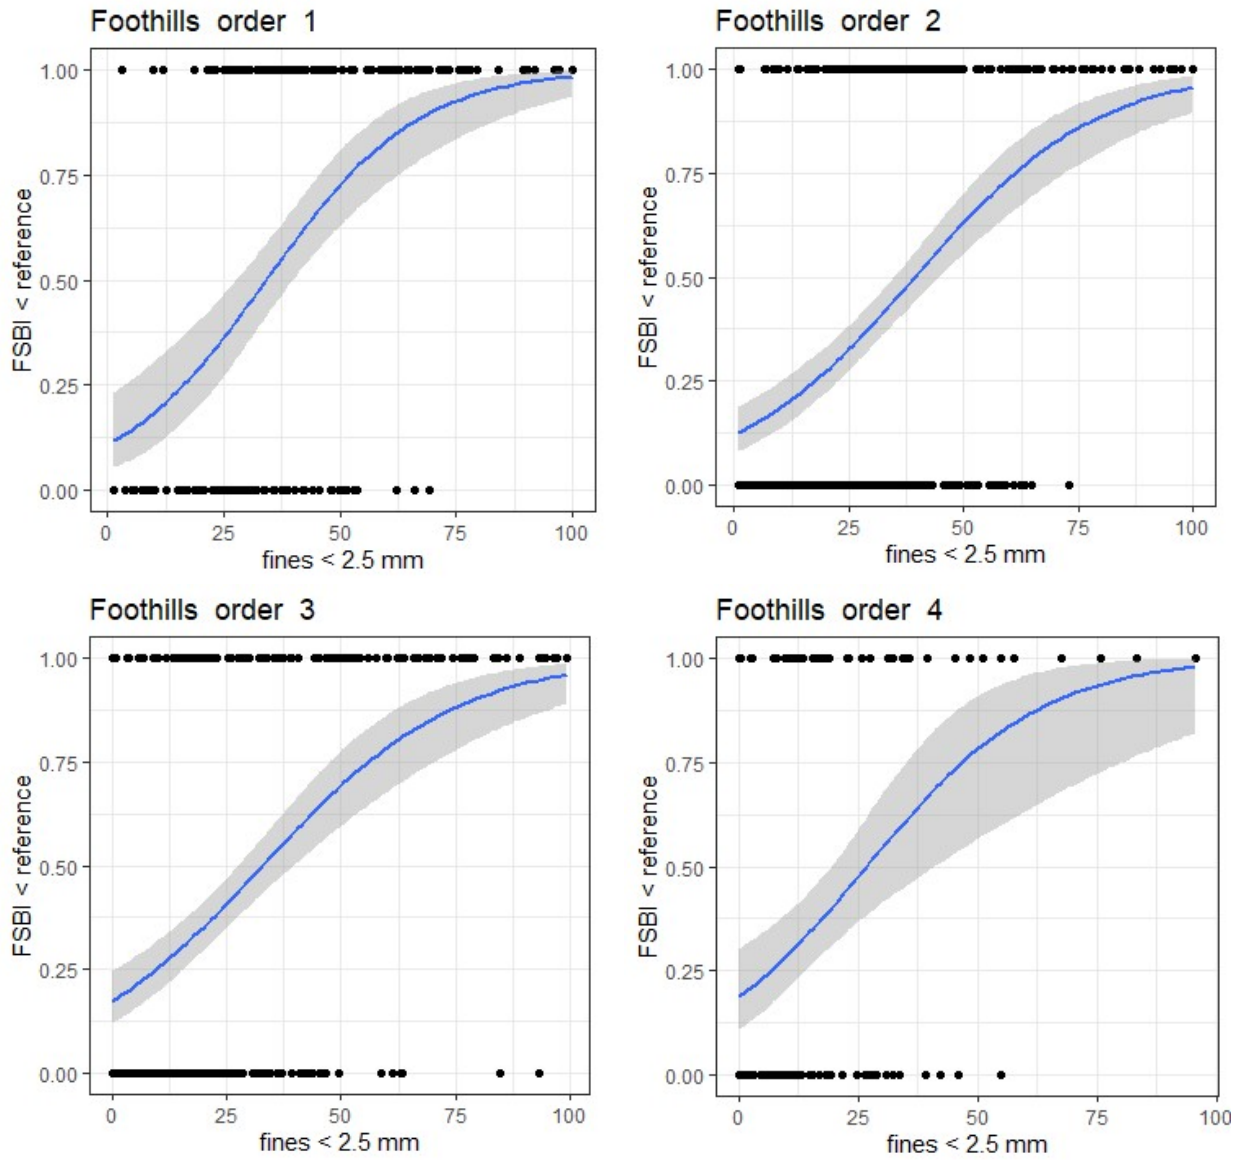 Foothills order 1
1.00
0.75
0.50
0.25
0.00
FSBI < reference
0 25 50 75 100
fines < 2.5 mm
Foothills order 2
1.00
0.75
0.50
0.25
0.00
FSBI < reference
0 25 50 75 100
fines < 2.5 mm
Foothills order 3
1.00
0.75
0.50
0.25
0.00
FSBI < reference
0 25 50 75 100
fines < 2.5 mm
Foothills order 4
1.00
0.75
0.50
0.25
0.00
FSBI < reference
0 25 50 75 100
fines < 2.5 mm